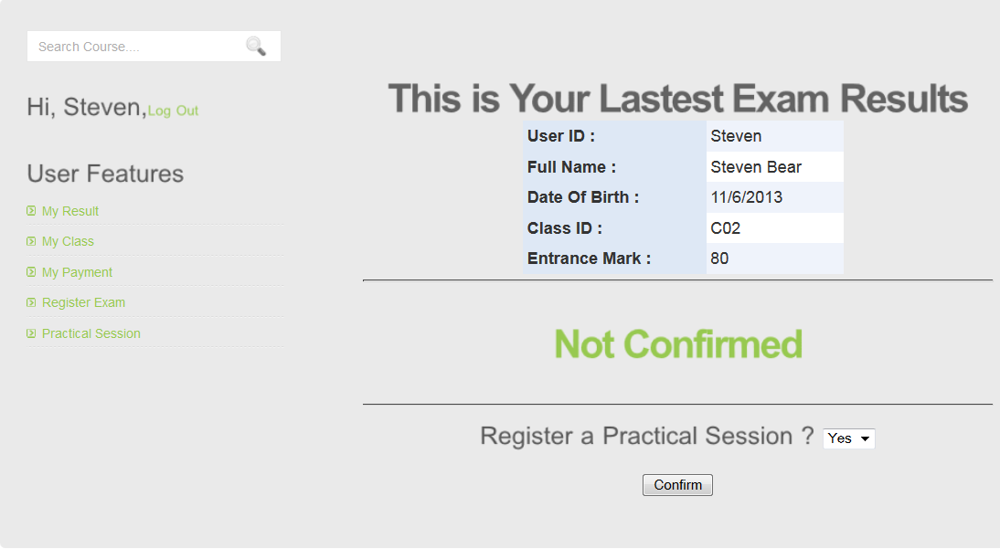 Search Course....
Hi, Steven,Log Out
User Features
My Result
My Class
My Payment
Register Exam
Practical Session
This is Your Lastest Exam Results
User ID : Steven
Full Name : Steven Bear
Date Of Birth : 11/6/2013
Class ID : C02
Entrance Mark : 80
Not Confirmed
Register a Practical Session ? Yes
Confirm